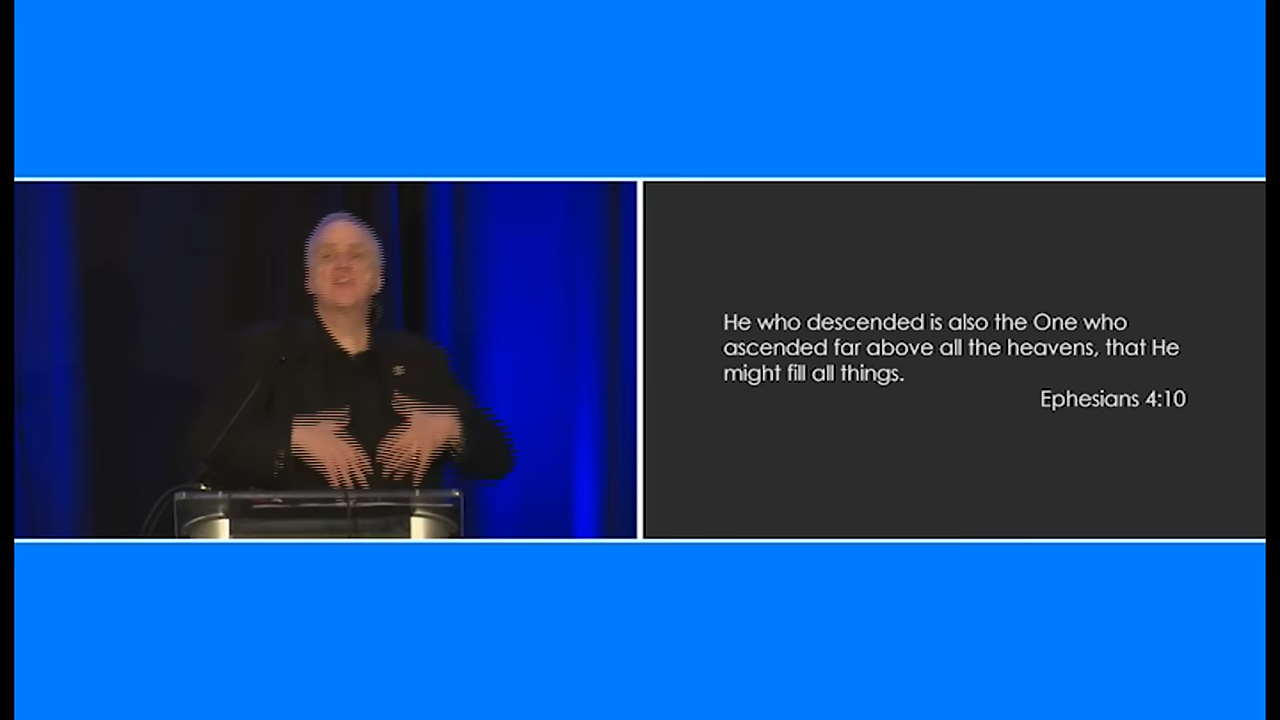 He who descended is also the One who
ascended far above all the heavens, that He
might fill all things.
Ephesians 4:10